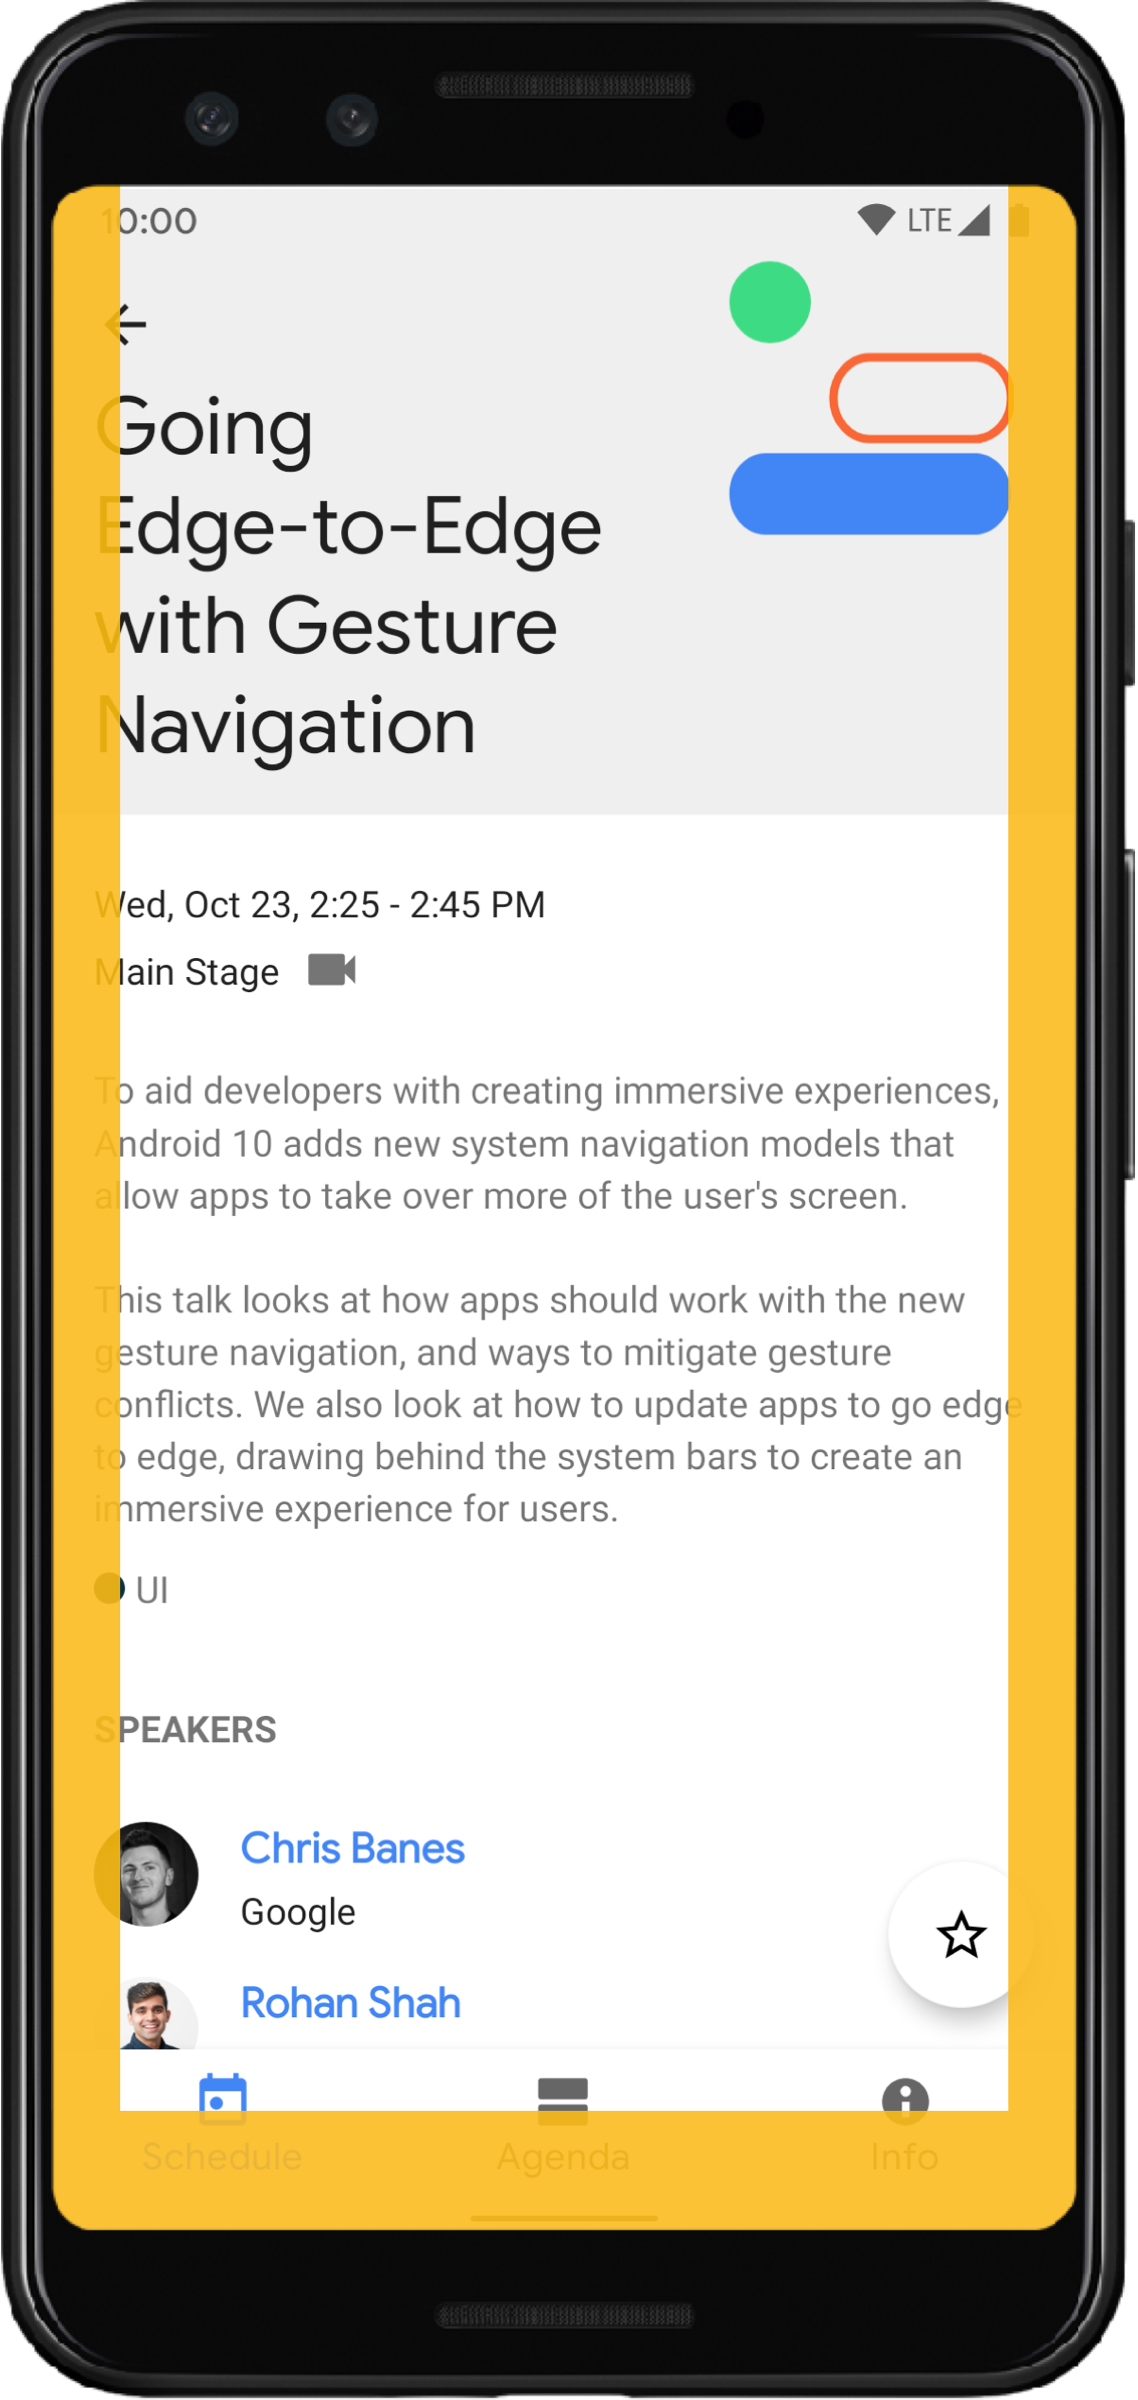 10:00 LTE
Going
Edge-to-Edge
with Gesture
Navigation
Wed, Oct 23, 2:25 - 2:45 PM
Main Stage
To aid developers with creating immersive experiences,
Android 10 adds new system navigation models that
allow apps to take over more of the user's screen.
This talk looks at how apps should work with the new
gesture navigation, and ways to mitigate gesture
conflicts. We also look at how to update apps to go edge
to edge, drawing behind the system bars to create an
immersive experience for users.
UI
SPEAKERS
Chris Banes
Google
Rohan Shah
Schedule Agenda Info